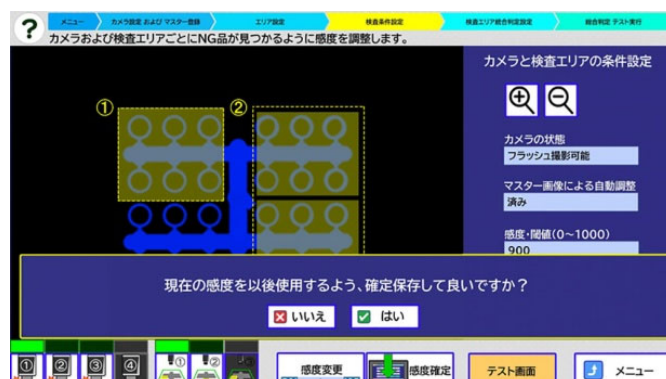 メニュー
カメラ設定 および マスター登録
エリア設定
検査条件設定
検査エリア統合判定設定
統合判定 テスト実行
?
カメラおよび検査エリアごとにNG品が見つかるように感度を調整します。
カメラと検査エリアの条件設定
①
②
カメラの状態
フラッシュ撮影可能
マスター画像による自動調整
済み
感度・閾値(0~1000)
900
現在の感度を以後使用するよう、確定保存して良いですか?
いいえ
はい
① ② ③ ④ ① ②
感度変更
感度確定
テスト画面
メニュー